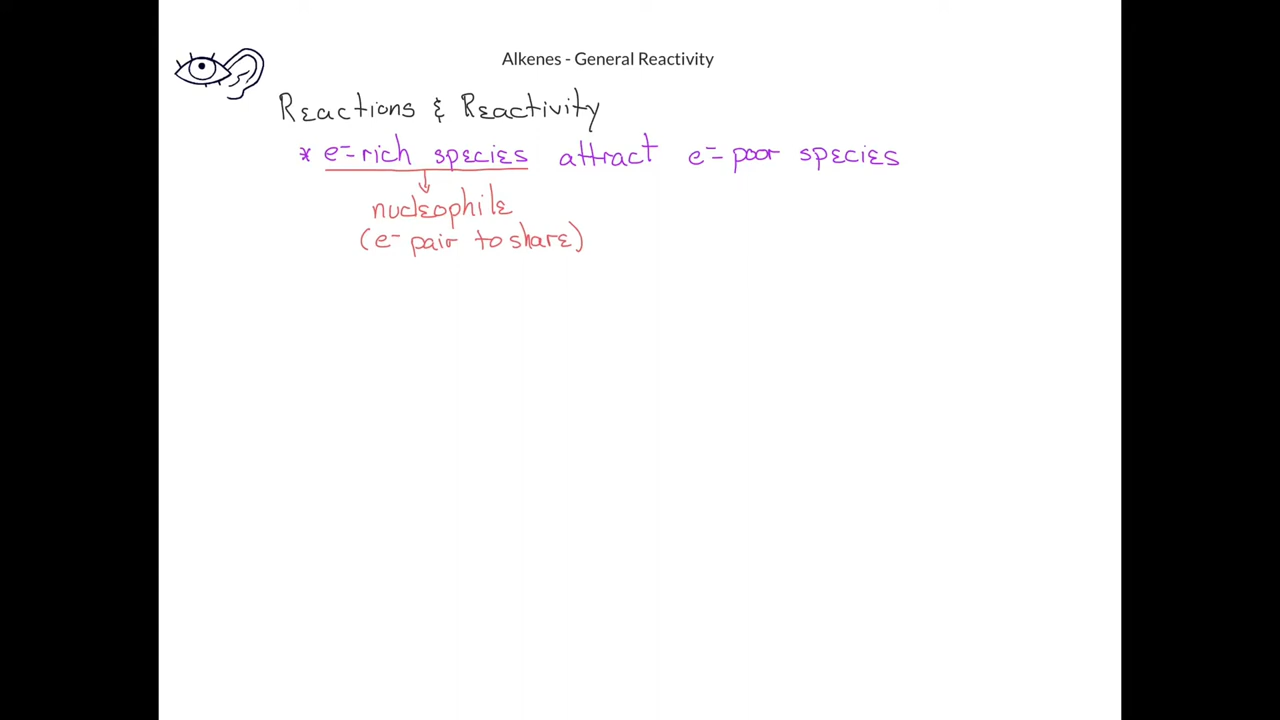 Alkenes - General Reactivity
Reactions & Reactivity
* e⁻ rich species attract e⁻ poor species
nucleophile
(e⁻ pair to share)